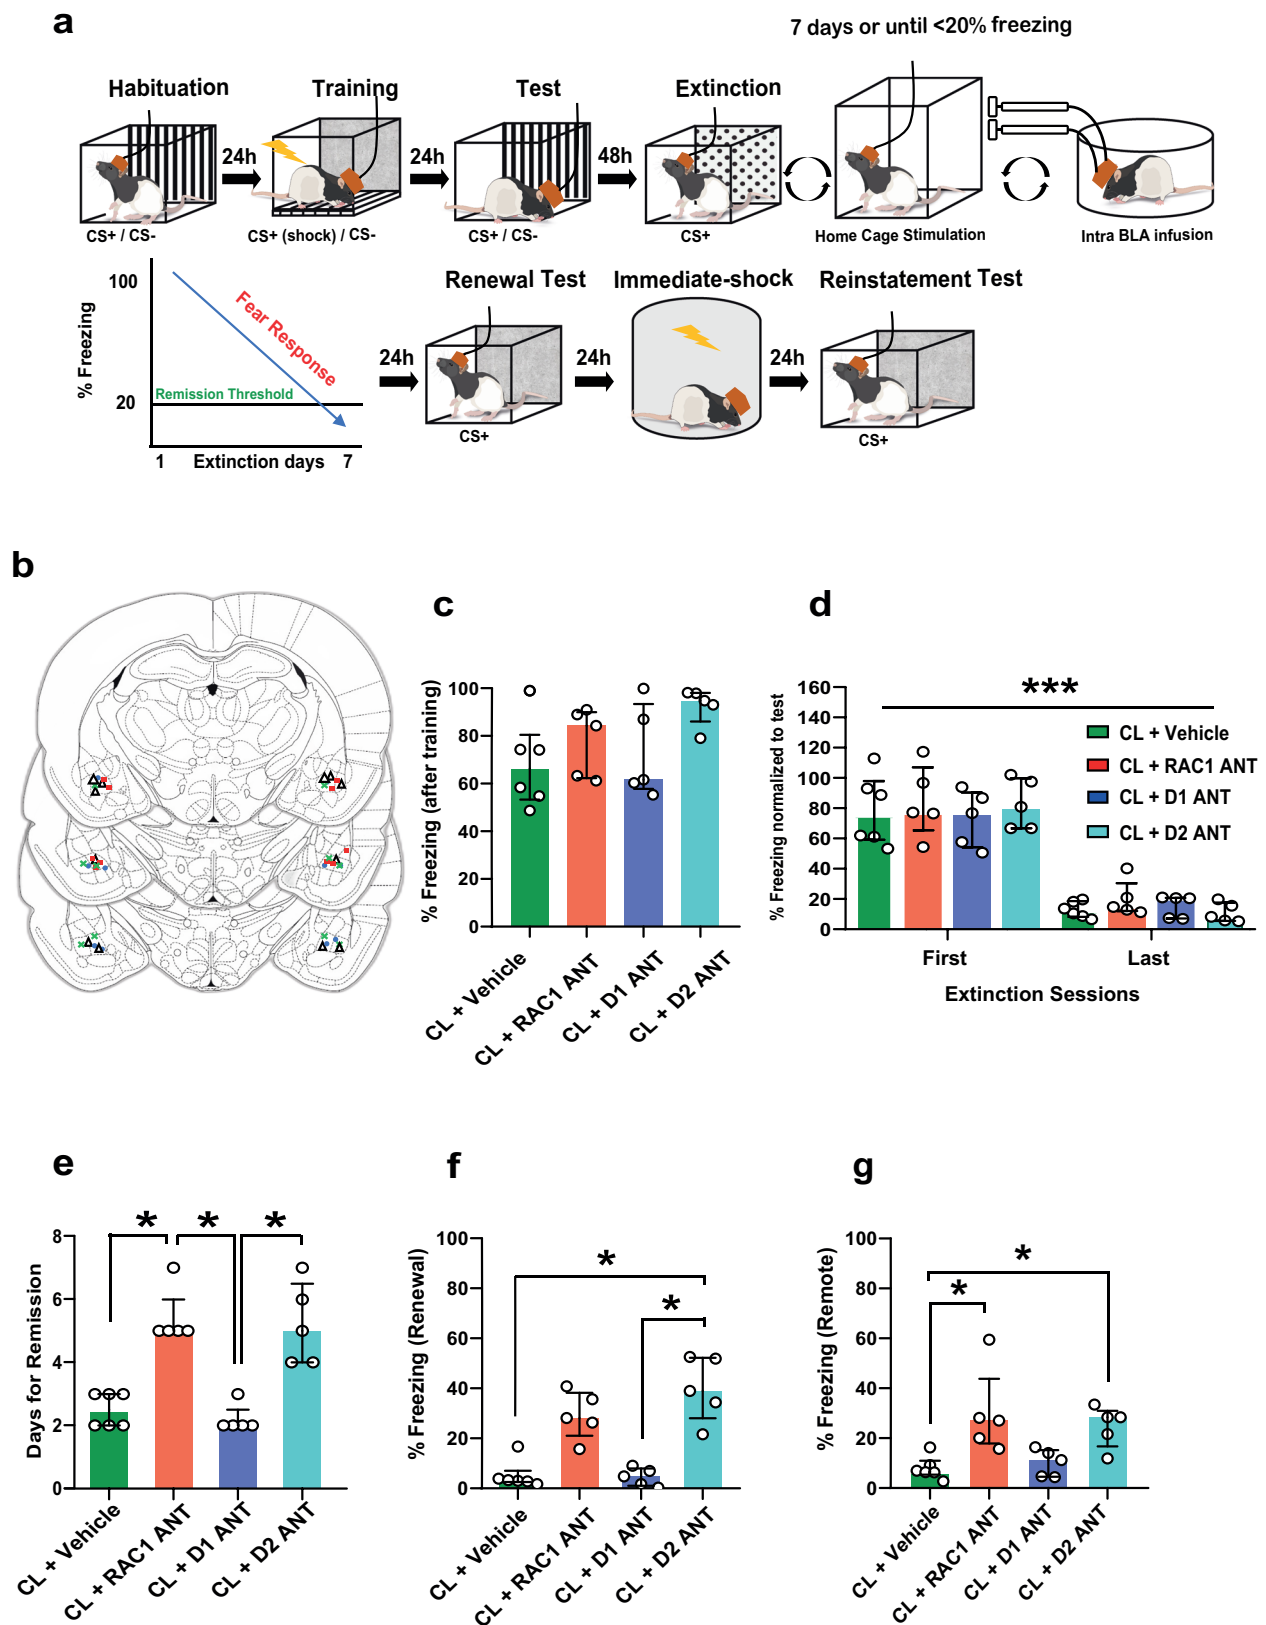 a
7 days or until <20% freezing
Habituation
Training
Test
Extinction
24h
24h
48h
CS+ / CS-
CS+ (shock) / CS-
CS+ / CS-
CS+
Home Cage Stimulation
Intra BLA infusion
% Freezing
100
20
Fear Response
Remission Threshold
1 Extinction days 7
Renewal Test
Immediate-shock
Reinstatement Test
24h
24h
24h
CS+
CS+
b
c
% Freezing (after training)
100
80
60
40
20
0
CL + Vehicle
CL + RAC1 ANT
CL + D1 ANT
CL + D2 ANT
d
% Freezing normalized to test
160
140
120
100
80
60
40
20
0
***
CL + Vehicle
CL + RAC1 ANT
CL + D1 ANT
CL + D2 ANT
First
Last
Extinction Sessions
e
Days for Remission
8
6
4
2
0
* * *
CL + Vehicle
CL + RAC1 ANT
CL + D1 ANT
CL + D2 ANT
f
% Freezing (Renewal)
100
80
60
40
20
0
*
*
CL + Vehicle
CL + RAC1 ANT
CL + D1 ANT
CL + D2 ANT
g
% Freezing (Remote)
100
80
60
40
20
0
*
*
CL + Vehicle
CL + RAC1 ANT
CL + D1 ANT
CL + D2 ANT